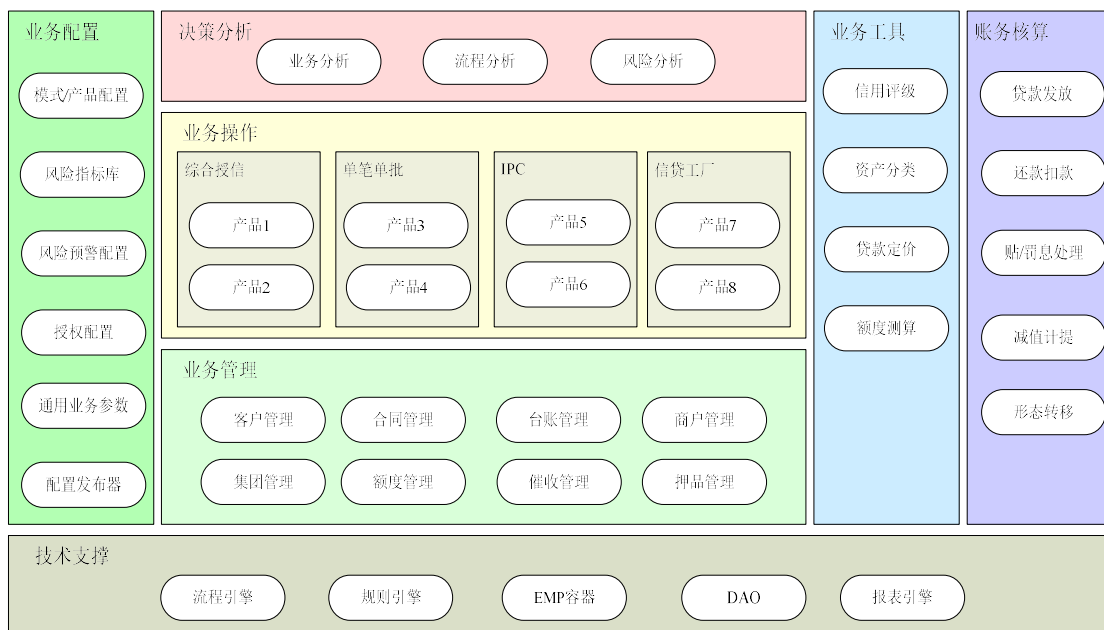 业务配置
模式/产品配置
风险指标库
风险预警配置
授权配置
通用业务参数
配置发布器
决策分析
业务分析
流程分析
风险分析
业务操作
综合授信
产品1
产品2
单笔单批
产品3
产品4
IPC
产品5
产品6
信贷工厂
产品7
产品8
业务管理
客户管理
合同管理
台账管理
商户管理
集团管理
额度管理
催收管理
押品管理
业务工具
信用评级
资产分类
贷款定价
额度测算
账务核算
贷款发放
还款扣款
贴/罚息处理
减值计提
形态转移
技术支撑
流程引擎
规则引擎
EMP容器
DAO
报表引擎